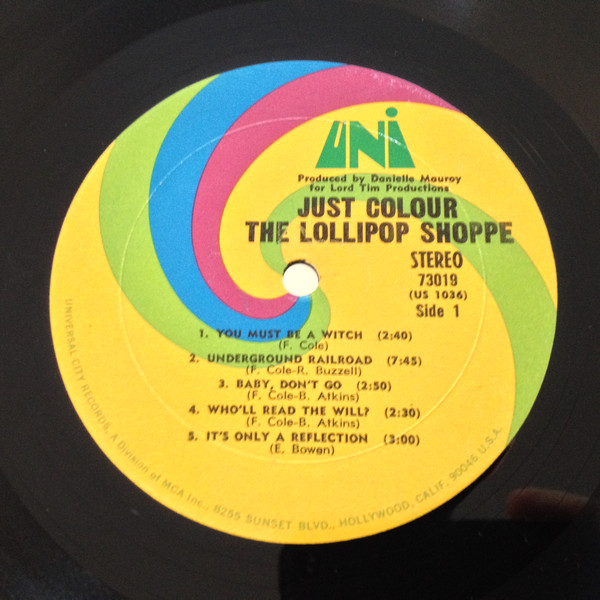 UNI
Produced by Danielle Mauroy
for Lord Tim Productions
JUST COLOUR
THE LOLLIPOP SHOPPE
STEREO
73019
(US 1036)
Side 1
1. YOU MUST BE A WITCH (2:40)
(F. Cole)
2. UNDERGROUND RAILROAD (7:45)
(F. Cole-R. Buzzell)
3. BABY, DON'T GO (2:50)
(F. Cole-B. Atkins)
4. WHO'LL READ THE WILL? (2:30)
(F. Cole-B. Atkins)
5. IT'S ONLY A REFLECTION (3:00)
(E. Bowen)
UNIVERSAL CITY RECORDS, A Division of MCA Inc., 8255 SUNSET BLVD., HOLLYWOOD, CALIF. 90046 U.S.A.